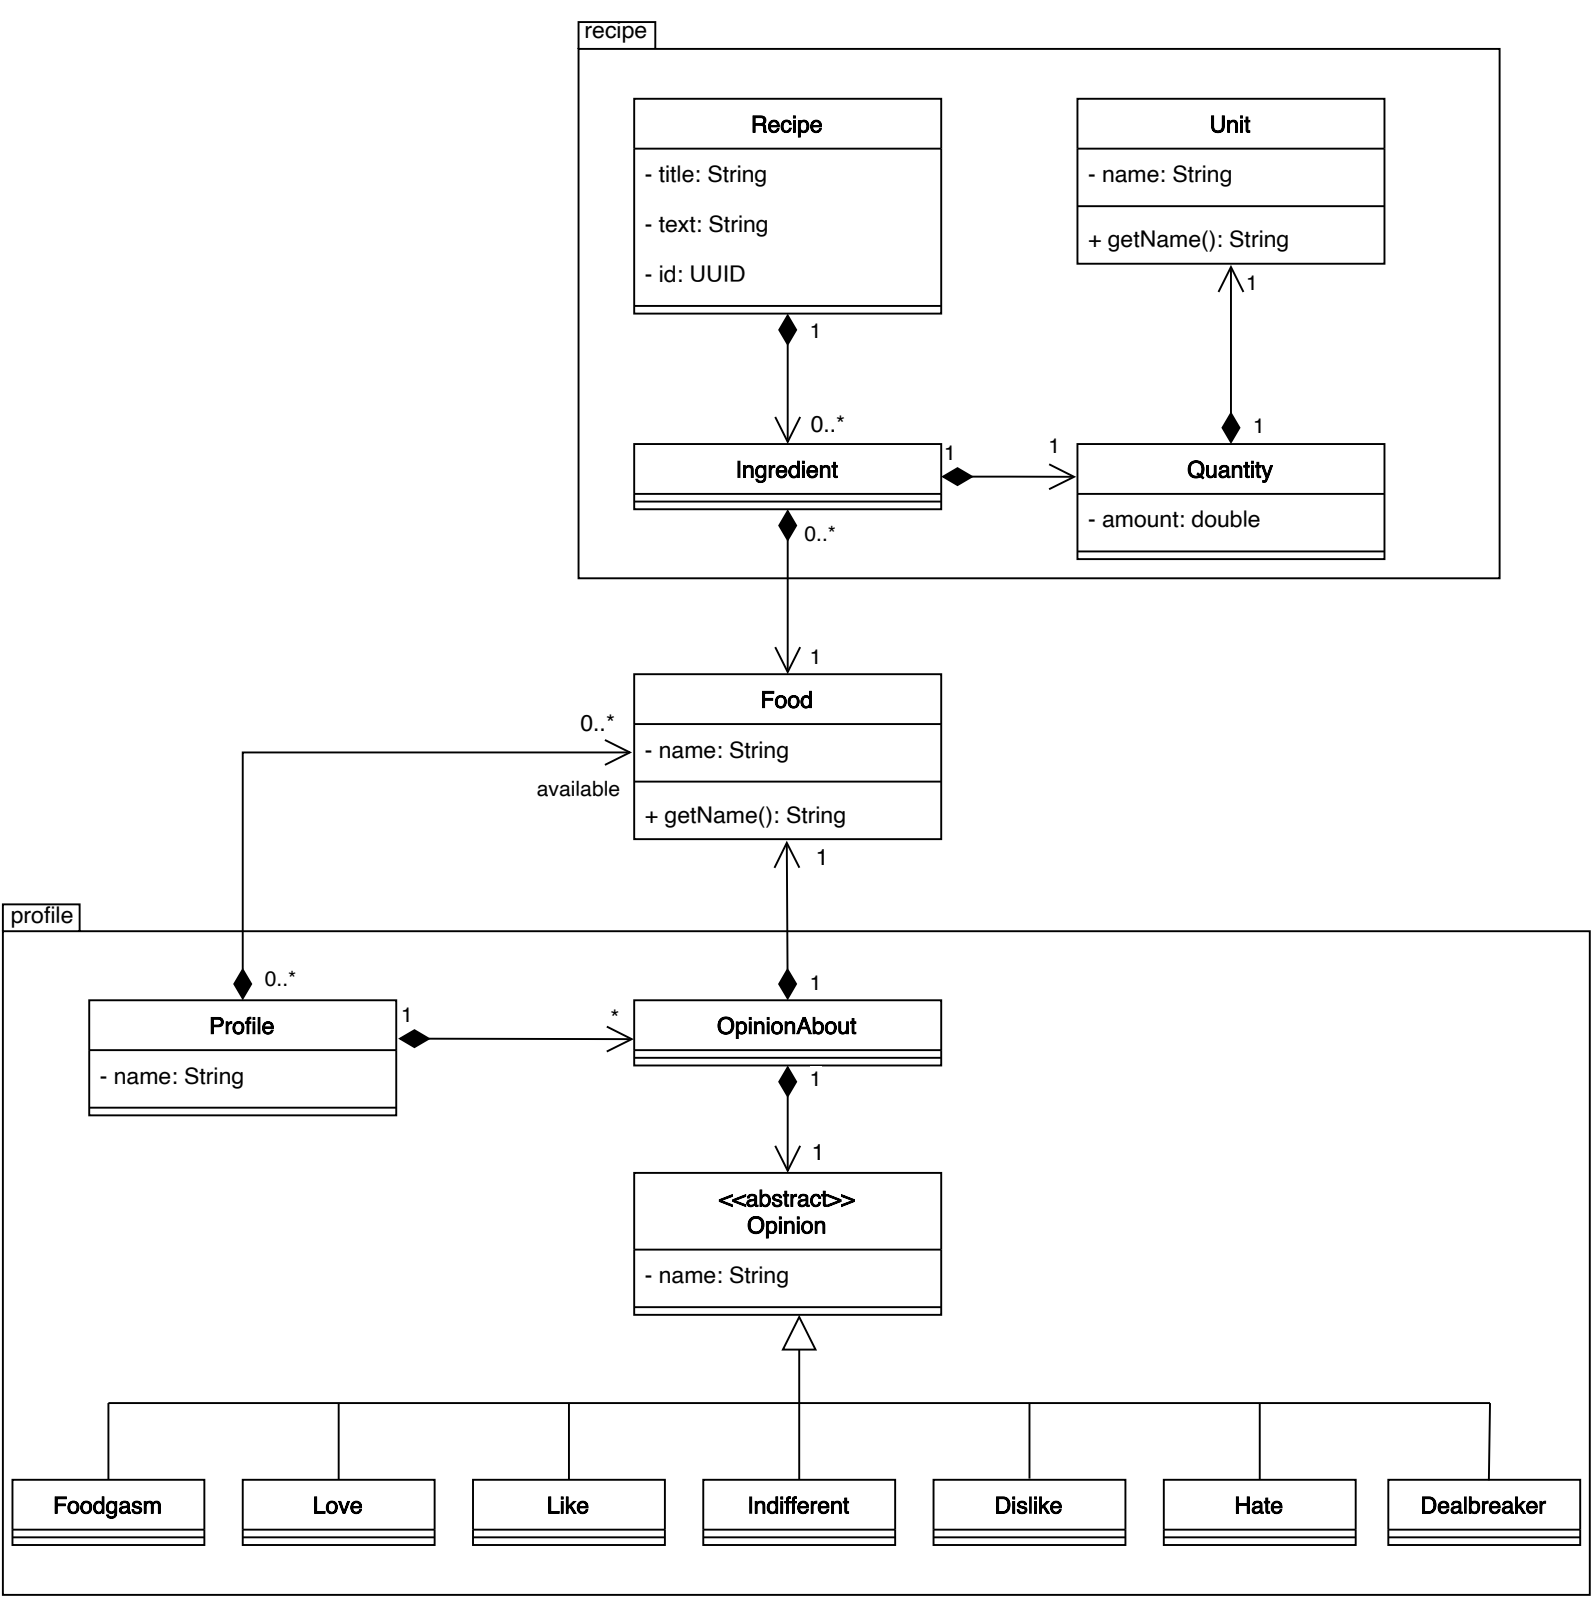 recipe
Recipe
- title: String
- text: String
- id: UUID
Unit
- name: String
+ getName(): String
1
1
0..*
1
Ingredient
1
1
Quantity
- amount: double
0..*
1
Food
- name: String
+ getName(): String
0..*
available
1
profile
0..*
1
Profile
- name: String
1
*
OpinionAbout
1
1
<<abstract>>
Opinion
- name: String
Foodgasm
Love
Like
Indifferent
Dislike
Hate
Dealbreaker